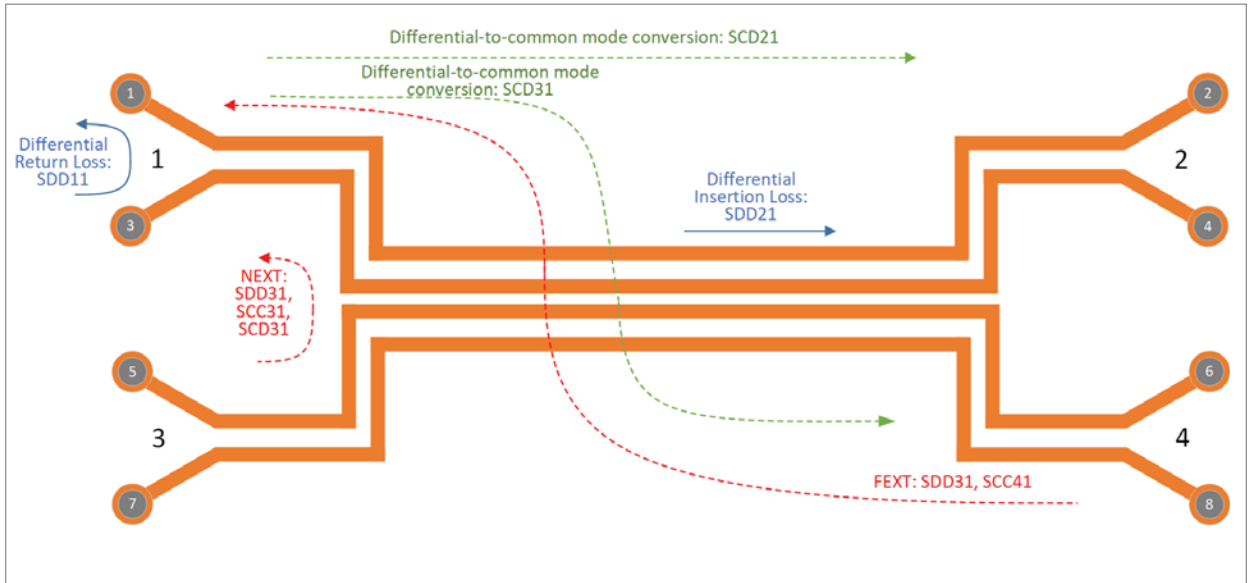 Differential-to-common mode conversion: SCD21
Differential-to-common mode
conversion: SCD31
1
2
Differential
Return Loss:
SDD11
1
2
Differential
Insertion Loss:
SDD21
3
4
NEXT:
SDD31,
SCC31,
SCD31
5
6
3
4
FEXT: SDD31, SCC41
7
8